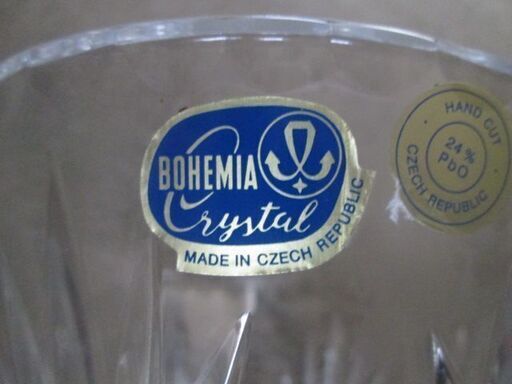 BOHEMIA
Crystal
MADE IN CZECH REPUBLIC
HAND CUT
24%
PbO
CZECH REPUBLIC